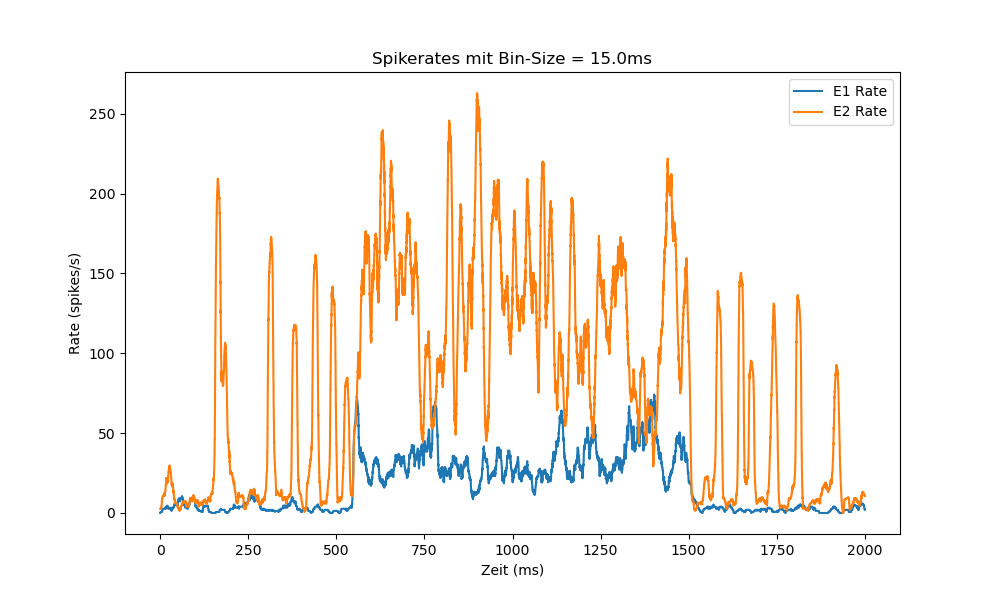 Spikerates mit Bin-Size = 15.0ms
E1 Rate
E2 Rate
Rate (spikes/s)
250
200
150
100
50
0
0 250 500 750 1000 1250 1500 1750 2000
Zeit (ms)